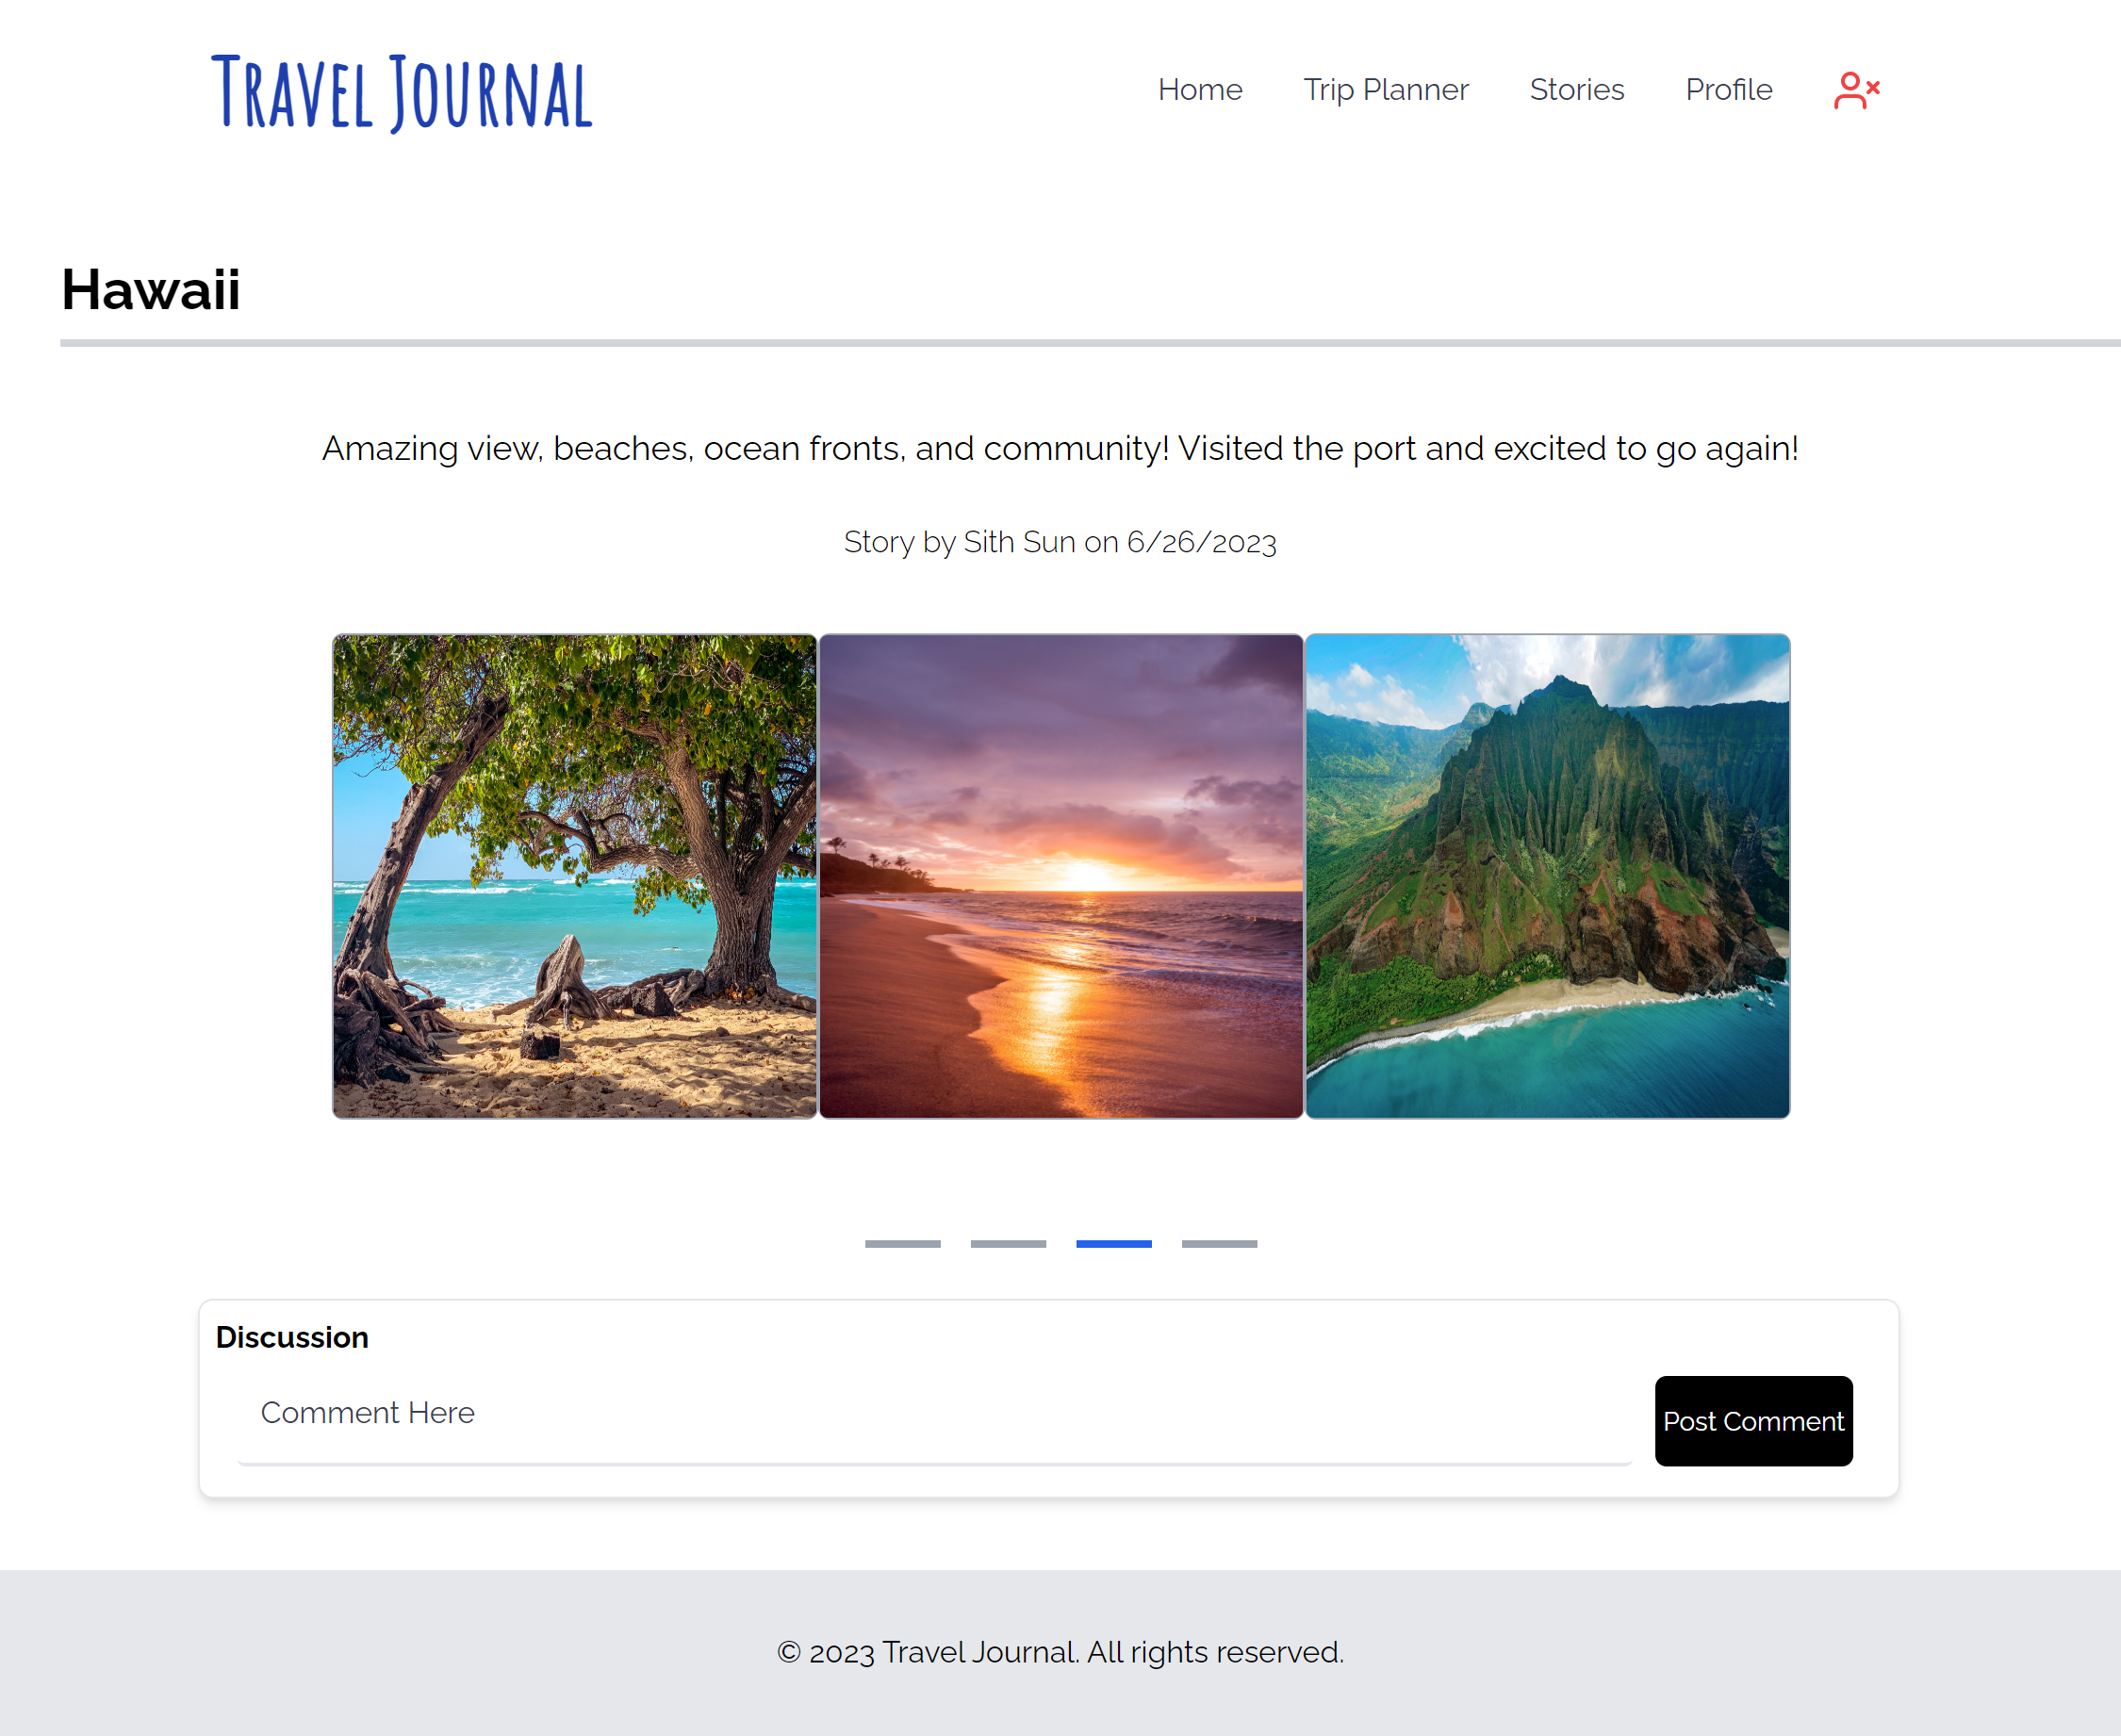 Travel Journal
Home Trip Planner Stories Profile
Hawaii
Amazing view, beaches, ocean fronts, and community! Visited the port and excited to go again!
Story by Sith Sun on 6/26/2023
Discussion
Comment Here
Post Comment
© 2023 Travel Journal. All rights reserved.